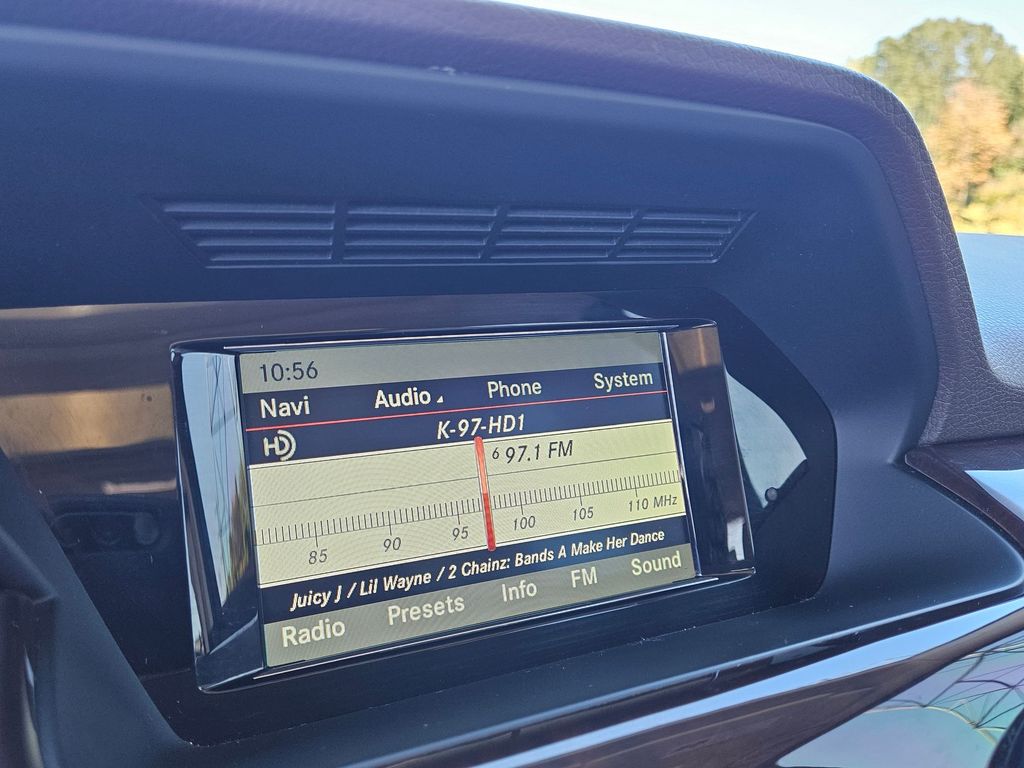 10:56
Navi Audio Phone System
HD K-97-HD1
6 97.1 FM
85 90 95 100 105 110 MHz
Juicy J / Lil Wayne / 2 Chainz: Bands A Make Her Dance
Radio Presets Info FM Sound